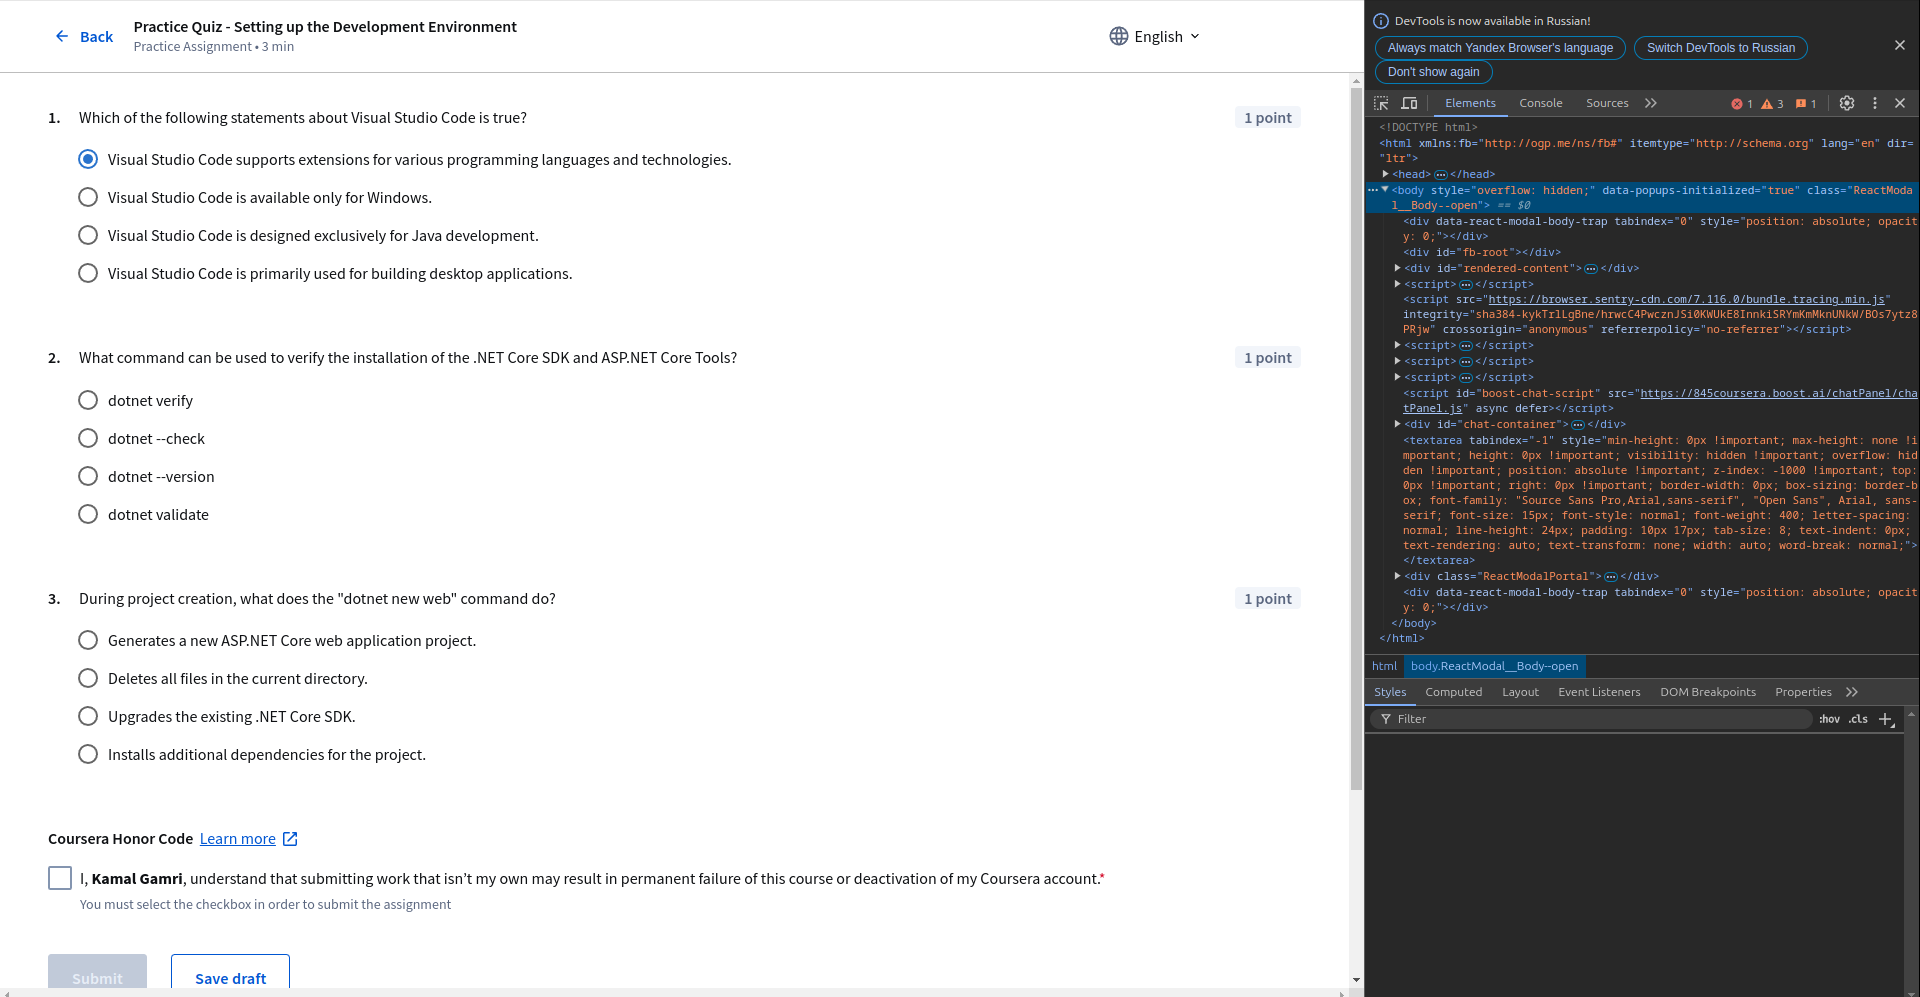 Back
Practice Quiz - Setting up the Development Environment
Practice Assignment • 3 min
English
1. Which of the following statements about Visual Studio Code is true?
1 point
Visual Studio Code supports extensions for various programming languages and technologies.
Visual Studio Code is available only for Windows.
Visual Studio Code is designed exclusively for Java development.
Visual Studio Code is primarily used for building desktop applications.
2. What command can be used to verify the installation of the .NET Core SDK and ASP.NET Core Tools?
1 point
dotnet verify
dotnet --check
dotnet --version
dotnet validate
3. During project creation, what does the "dotnet new web" command do?
1 point
Generates a new ASP.NET Core web application project.
Deletes all files in the current directory.
Upgrades the existing .NET Core SDK.
Installs additional dependencies for the project.
Coursera Honor Code Learn more
I, Kamal Gamri, understand that submitting work that isn’t my own may result in permanent failure of this course or deactivation of my Coursera account.*
You must select the checkbox in order to submit the assignment
Submit
Save draft
DevTools is now available in Russian!
Always match Yandex Browser's language
Switch DevTools to Russian
Don't show again
Elements Console Sources
1 3 1
<!DOCTYPE html>
<html xmlns:fb="http://ogp.me/ns/fb#" itemtype="http://schema.org" lang="en" dir=
"ltr">
<head></head>
<body style="overflow: hidden;" data-popups-initialized="true" class="ReactModa
l__Body--open"> == $0
<div data-react-modal-body-trap tabindex="0" style="position: absolute; opacit
y: 0;"></div>
<div id="fb-root"></div>
<div id="rendered-content"></div>
<script></script>
<script src="https://browser.sentry-cdn.com/7.116.0/bundle.tracing.min.js"
integrity="sha384-kykTr1LgBne/hrwcC4PwcznJSi0KWUkE8InnkiSRYmKmMknUNkW/BOs7ytz8
PRjw" crossorigin="anonymous" referrerpolicy="no-referrer"></script>
<script></script>
<script></script>
<script></script>
<script id="boost-chat-script" src="https://845coursera.boost.ai/chatPanel/cha
tPanel.js" async defer></script>
<div id="chat-container"></div>
<textarea tabindex="-1" style="min-height: 0px !important; max-height: none !i
mportant; height: 0px !important; visibility: hidden !important; overflow: hid
den !important; position: absolute !important; z-index: -1000 !important; top:
0px !important; right: 0px !important; border-width: 0px; box-sizing: border-b
ox; font-family: "Source Sans Pro,Arial,sans-serif", "Open Sans", Arial, sans-
serif; font-size: 15px; font-style: normal; font-weight: 400; letter-spacing:
normal; line-height: 24px; padding: 10px 17px; tab-size: 8; text-indent: 0px;
text-rendering: auto; text-transform: none; width: auto; word-break: normal;">
</textarea>
<div class="ReactModalPortal"></div>
<div data-react-modal-body-trap tabindex="0" style="position: absolute; opacit
y: 0;"></div>
</body>
</html>
html body.ReactModal__Body--open
Styles Computed Layout Event Listeners DOM Breakpoints Properties
Filter
:hov .cls